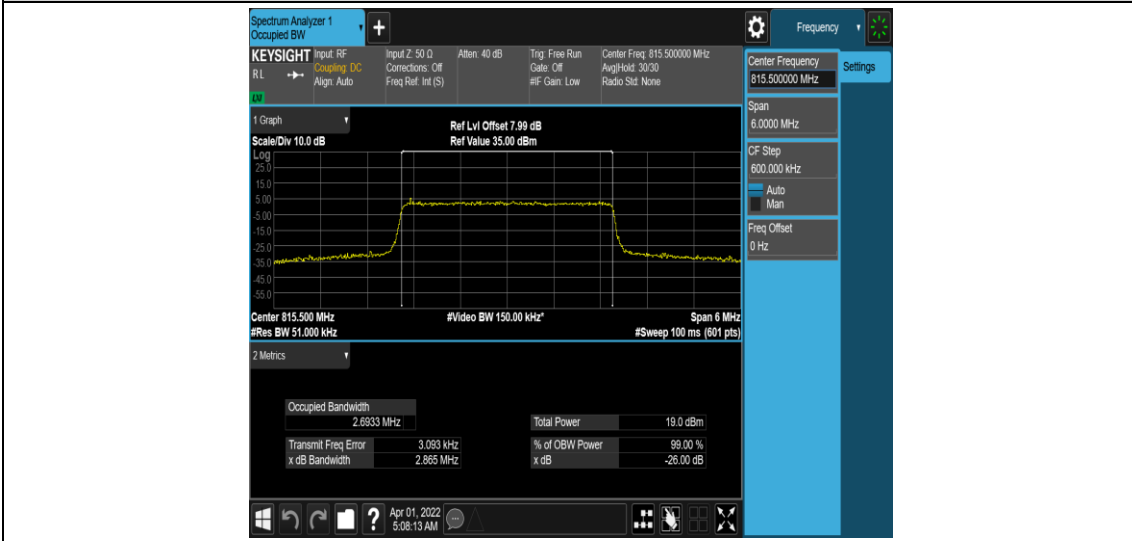 Spectrum Analyzer 1
Occupied BW
+
Frequency
KEYSIGHT
Input: RF
Input Z: 50 Ω
Atten: 40 dB
Trig: Free Run
Center Freq: 815.500000 MHz
R L
Coupling: DC
Corrections: Off
Gate: Off
Avg|Hold: 30/30
Align: Auto
Freq Ref: Int (S)
#IF Gain: Low
Radio Std: None
Center Frequency
815.500000 MHz
Settings
Span
6.0000 MHz
CF Step
600.000 kHz
Auto
Man
Freq Offset
0 Hz
1 Graph
Ref Lvl Offset 7.99 dB
Scale/Div 10.0 dB
Ref Value 35.00 dBm
Log
25.0
15.0
5.00
-5.00
-15.0
-25.0
-35.0
-45.0
-55.0
Center 815.500 MHz
#Video BW 150.00 kHz*
Span 6 MHz
#Res BW 51.000 kHz
#Sweep 100 ms (601 pts)
2 Metrics
Occupied Bandwidth
2.6933 MHz
Total Power 19.0 dBm
Transmit Freq Error 3.093 kHz
% of OBW Power 99.00 %
x dB Bandwidth 2.865 MHz
x dB -26.00 dB
?
Apr 01, 2022
5:08:13 AM